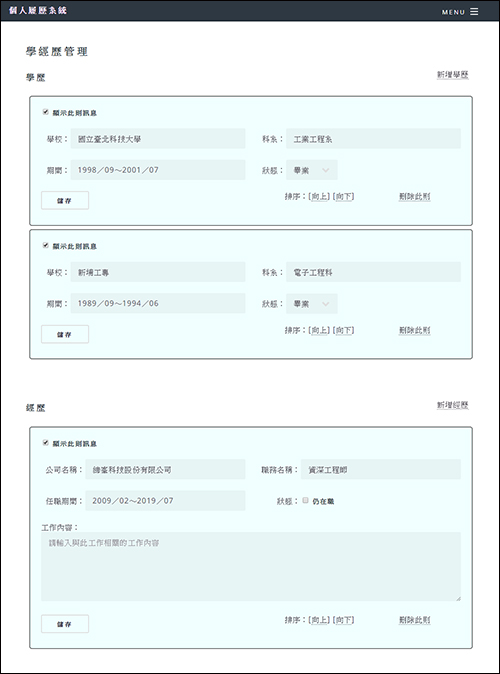 個人履歷系統 MENU
學經歷管理
學歷 新增學歷
顯示此則訊息
學校： 國立臺北科技大學 科系： 工業工程系
期間： 1998／09～2001／07 狀態： 畢業
儲存 排序：[向上] [向下] 刪除此則
顯示此則訊息
學校： 新埔工專 科系： 電子工程科
期間： 1989／09～1994／06 狀態： 畢業
儲存 排序：[向上] [向下] 刪除此則
經歷 新增經歷
顯示此則訊息
公司名稱： 緯峯科技股份有限公司 職務名稱： 資深工程師
任職期間： 2009／02～2019／07 狀態： 仍在職
工作內容：
請輸入與此工作相關的工作內容
儲存 排序：[向上] [向下] 刪除此則